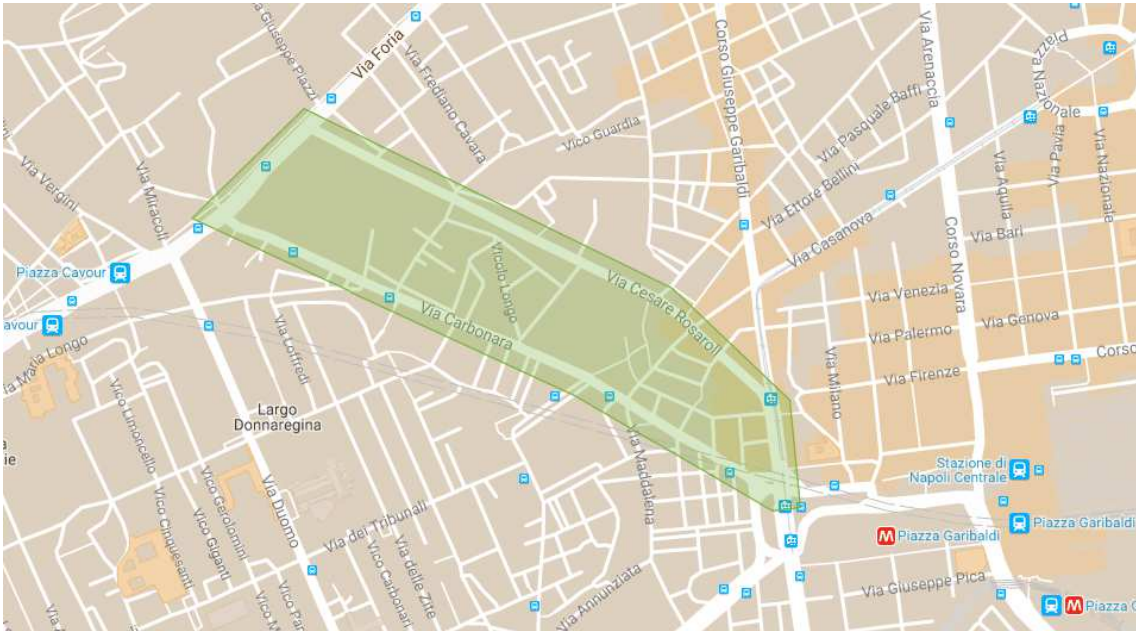 Via Giuseppe Piazzi
Via Foria
Via Frediano Cavara
Vico Guardia
Corso Giuseppe Garibaldi
Via Arenaccia
Piazza
Nazionale
Via Pasquale Baffi
Via Ettore Bellini
Via Casanova
Via Pavia
Via Nazionale
Via Aquila
Via Bari
Corso Novara
Via Vergini
Via Miracoli
Piazza Cavour
avour
ia Maria Longo
Via Loffredi
Vicolo Longo
Via Carbonara
Via Cesare Rosaroll
Via Venezia
Via Palermo
Via Genova
Via Firenze
Corso
Via Milano
Largo
Donnaregina
Vico Limoncello
Via Maddalena
ie
Vico Cinquesanti
Vico Gerolomini
Vico Giganti
Via Duomo
Via dei Tribunali
Via delle Zite
Vico Carbonari
Via Annunziata
Stazione di
Napoli Centrale
Piazza Garibaldi
Piazza Garibaldi
Via Giuseppe Pica